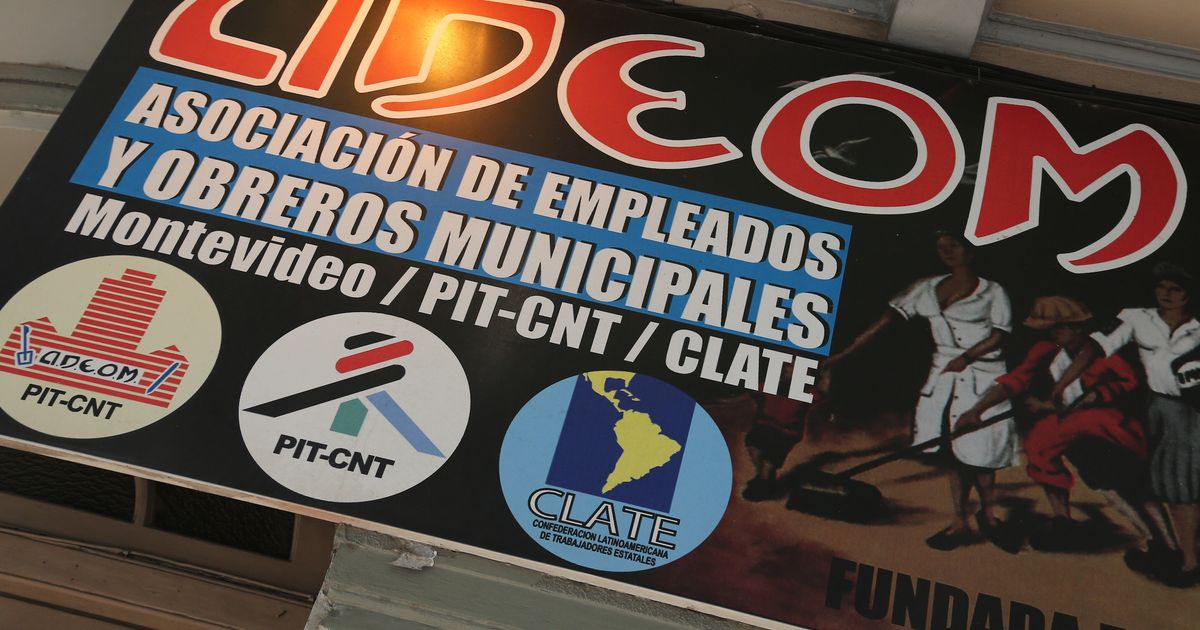 ADEOM
ASOCIACIÓN DE EMPLEADOS
Y OBREROS MUNICIPALES
Montevideo / PIT-CNT / CLATE
A.D.E.O.M.
PIT-CNT
PIT-CNT
CLATE
CONFEDERACION LATINOAMERICANA
DE TRABAJADORES ESTATALES
FUNDADA